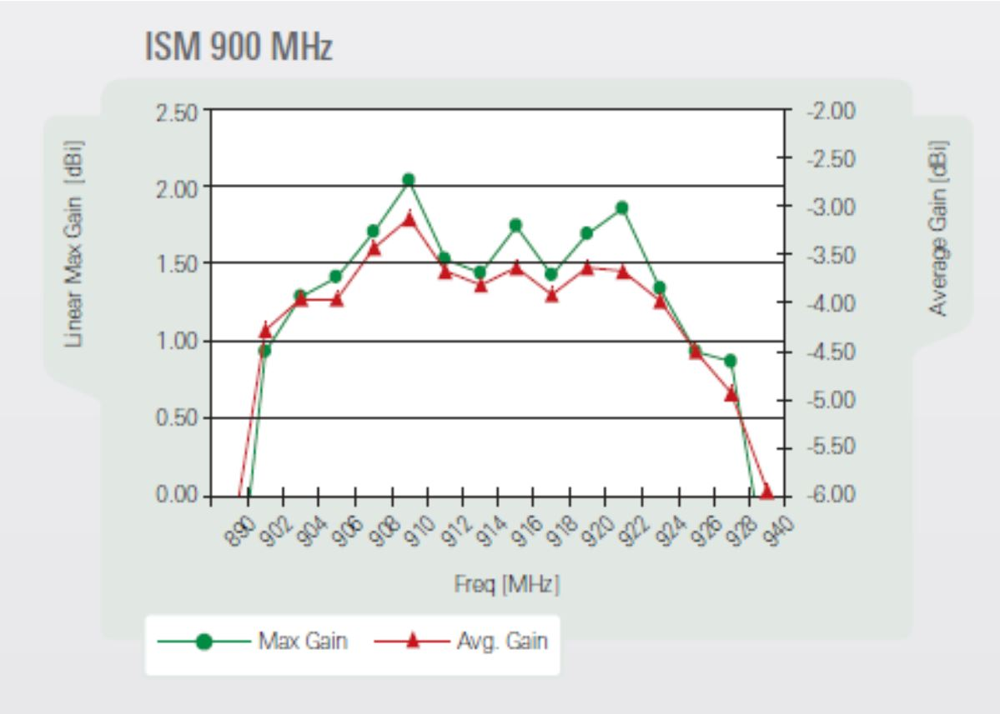 ISM 900 MHz
Linear Max Gain [dBi]
2.50
2.00
1.50
1.00
0.50
0.00
-2.00
-2.50
-3.00
-3.50
-4.00
-4.50
-5.00
-5.50
-6.00
Average Gain [dBi]
890 902 904 906 908 910 912 914 916 918 920 922 924 926 928 940
Freq [MHz]
Max Gain Avg. Gain